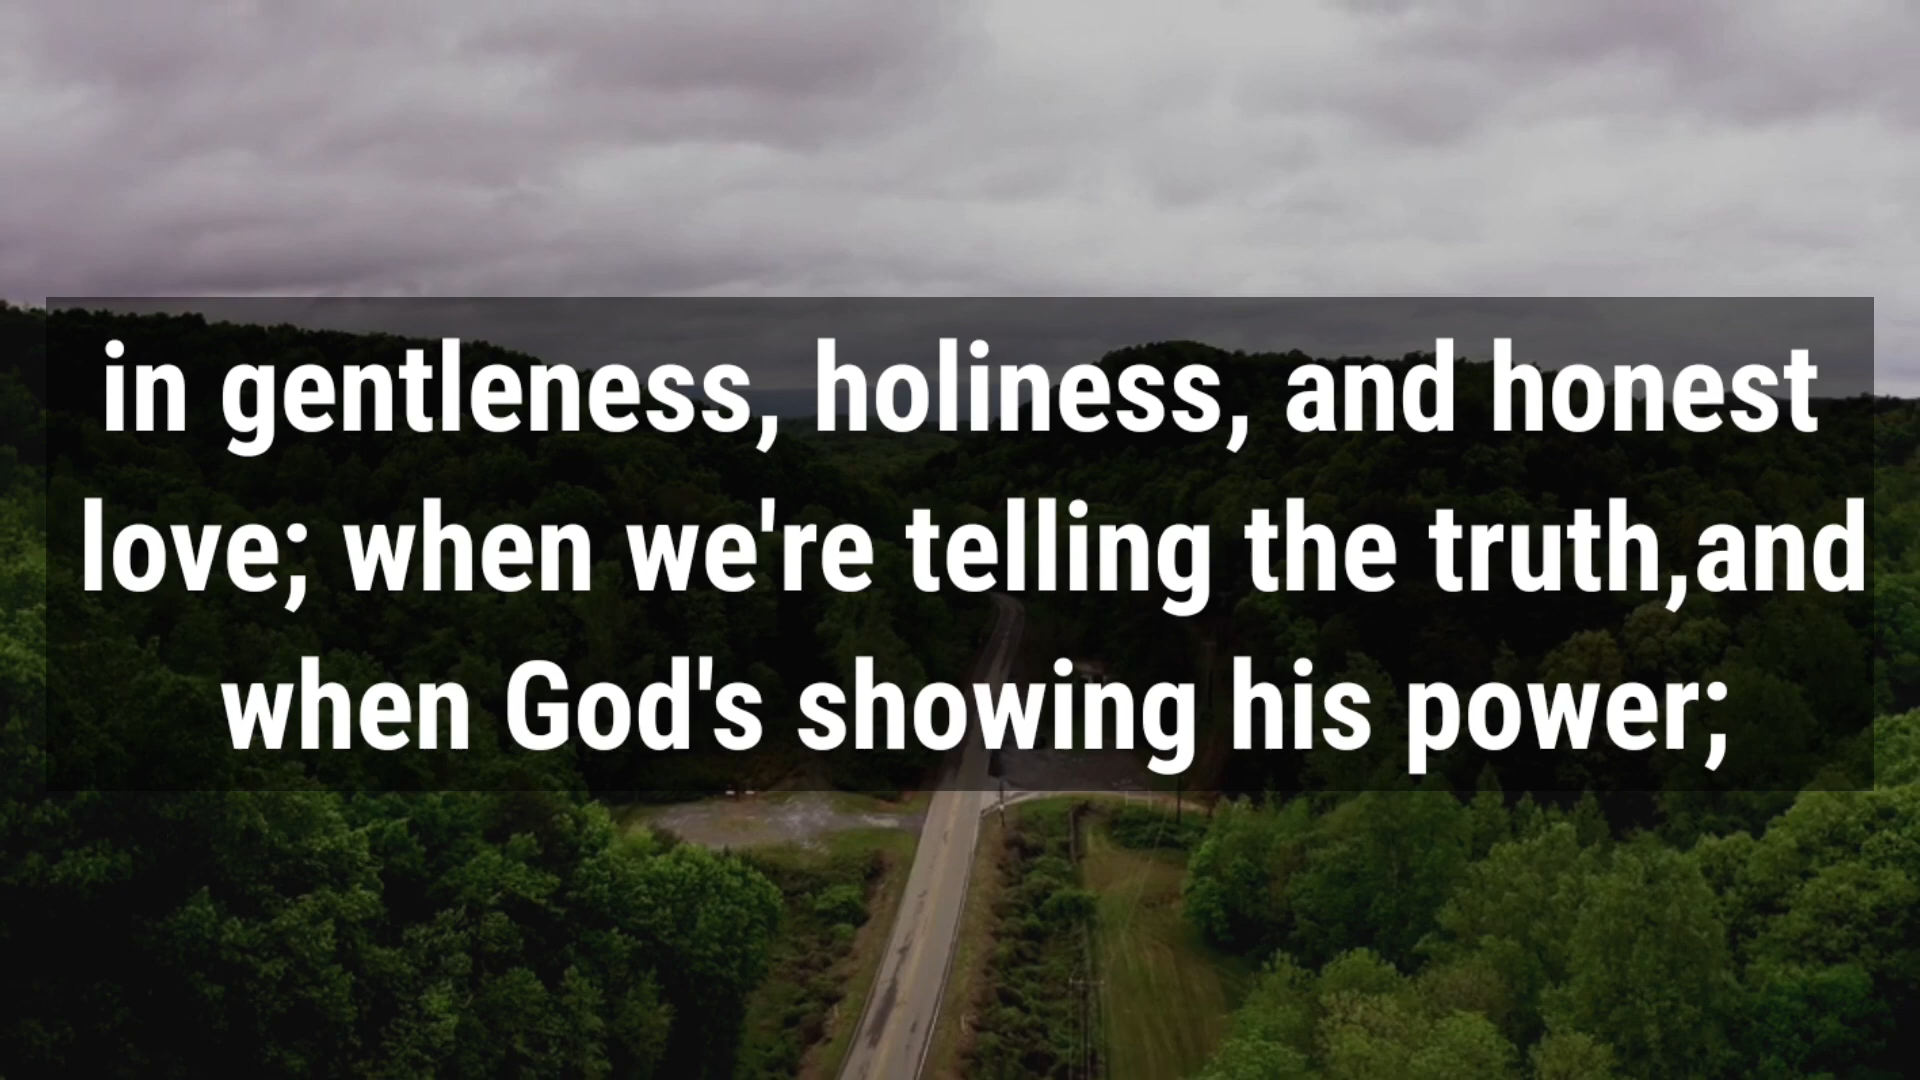 in gentleness, holiness, and honest
love; when we're telling the truth,and
when God's showing his power;